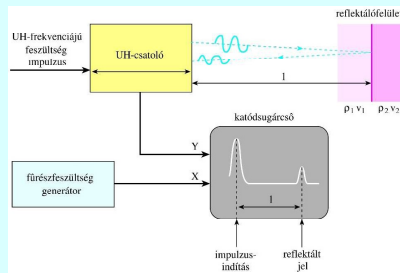 UH-frekvenciájú
feszültség
impulzus
UH-csatoló
reflektálófelület
l
ρ₁ v₁
ρ₂ v₂
katódsugárcső
Y
X
fűrészfeszültség
generátor
l
impulzus-
indítás
reflektált
jel